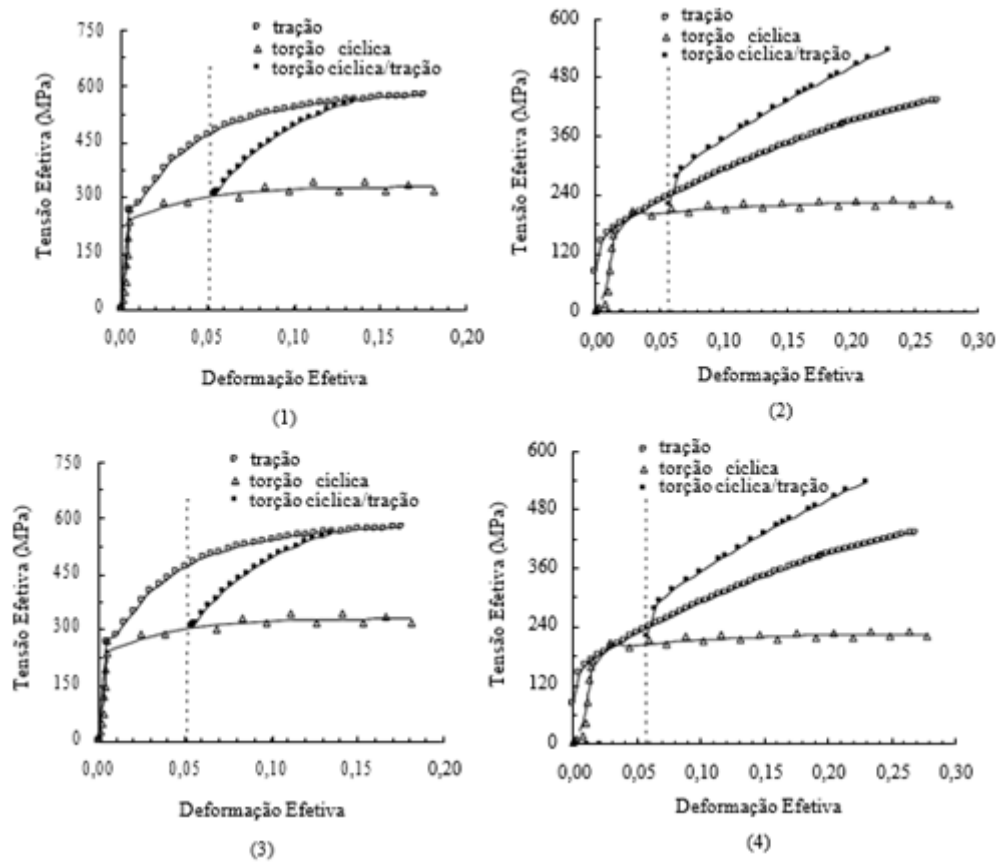 750
600
450
300
150
0
Tensão Efetiva (MPa)
tração
torção cíclica
torção cíclica/tração
0,00 0,05 0,10 0,15 0,20
Deformação Efetiva
(1)
600
480
360
240
120
0
Tensão Efetiva (MPa)
tração
torção cíclica
torção cíclica/tração
0,00 0,05 0,10 0,15 0,20 0,25 0,30
Deformação Efetiva
(2)
750
600
450
300
150
0
Tensão Efetiva (MPa)
tração
torção cíclica
torção cíclica/tração
0,00 0,05 0,10 0,15 0,20
Deformação Efetiva
(3)
600
480
360
240
120
0
Tensão Efetiva (MPa)
tração
torção cíclica
torção cíclica/tração
0,00 0,05 0,10 0,15 0,20 0,25 0,30
Deformação Efetiva
(4)